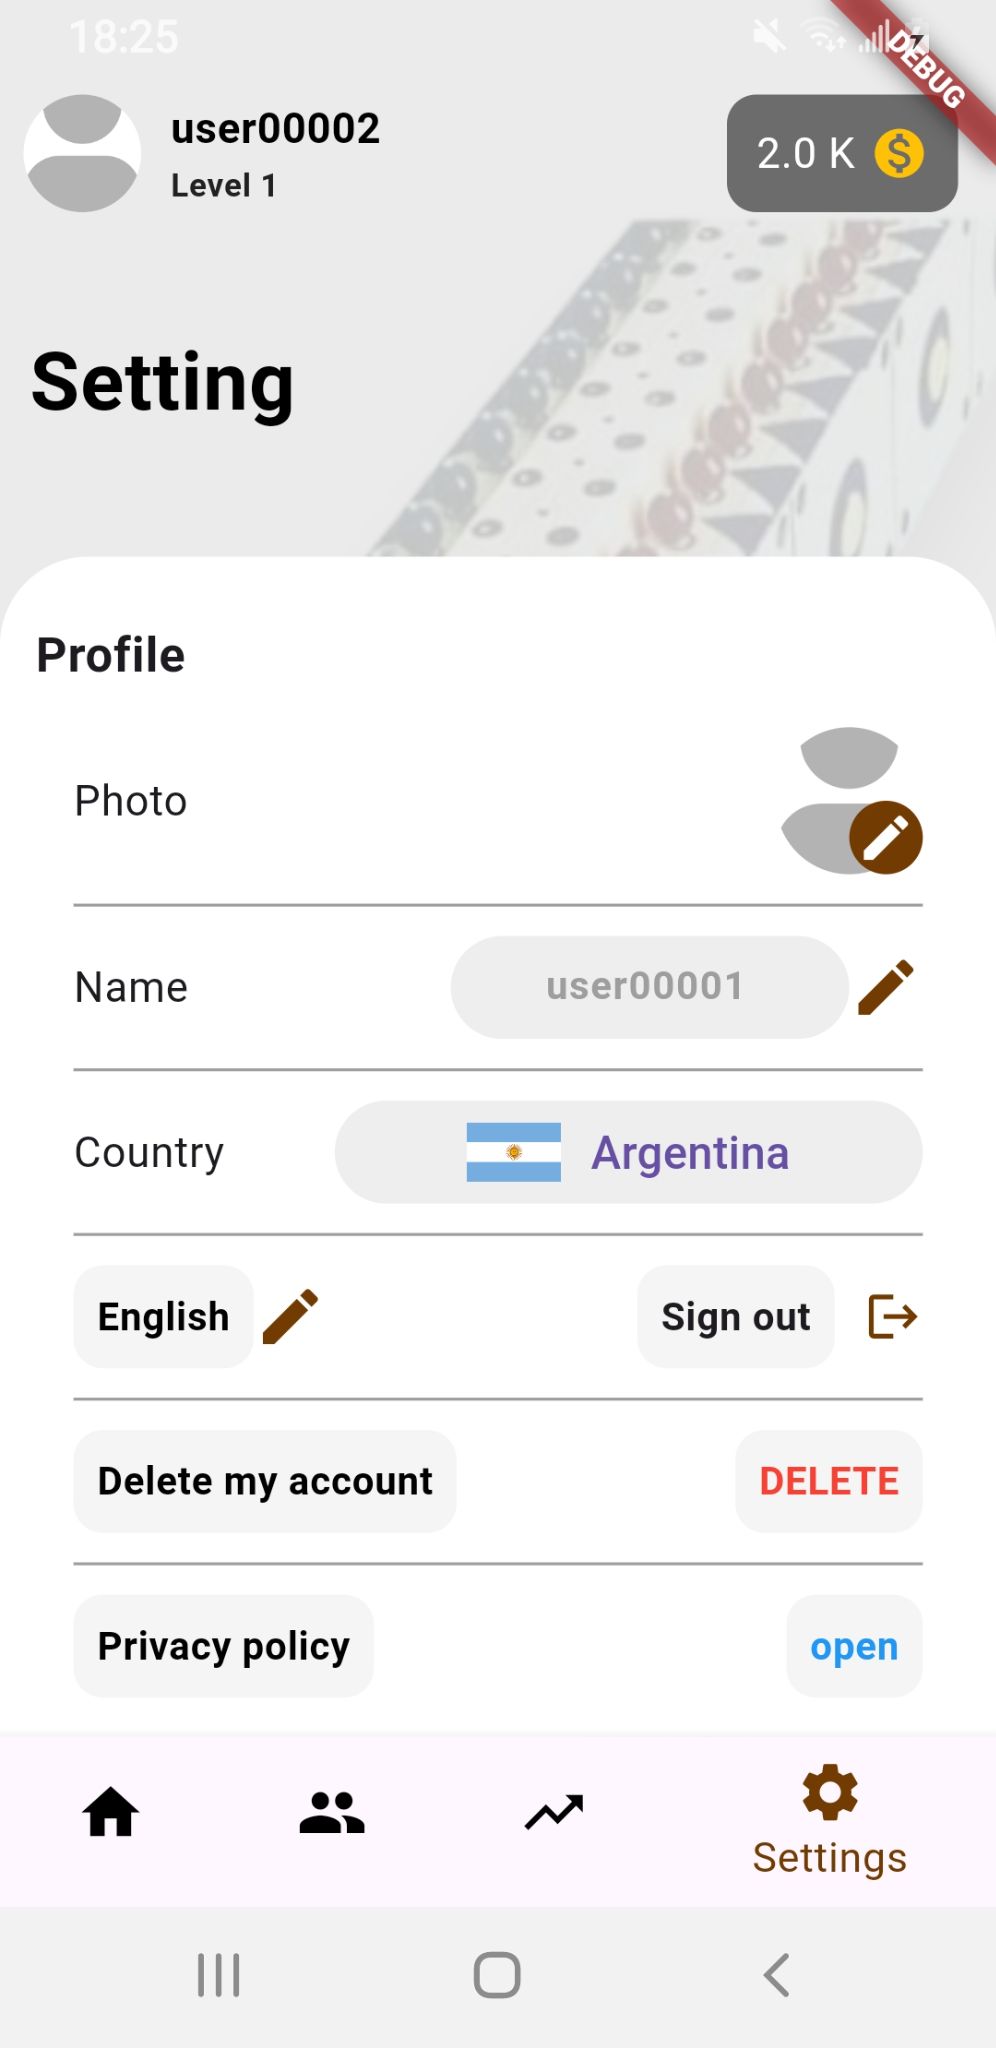 18:25
DEBUG
user00002
Level 1
2.0 K
Setting
Profile
Photo
Name
user00001
Country
Argentina
English
Sign out
Delete my account
DELETE
Privacy policy
open
Settings